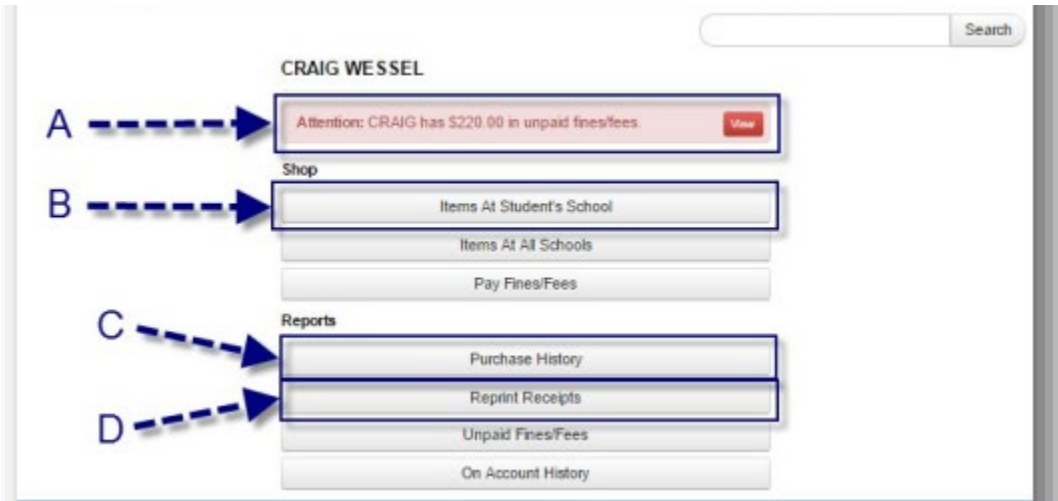 Search
CRAIG WESSEL
A
Attention: CRAIG has $220.00 in unpaid fines/fees.
View
Shop
B
Items At Student's School
Items At All Schools
Pay Fines/Fees
Reports
C
Purchase History
D
Reprint Receipts
Unpaid Fines/Fees
On Account History